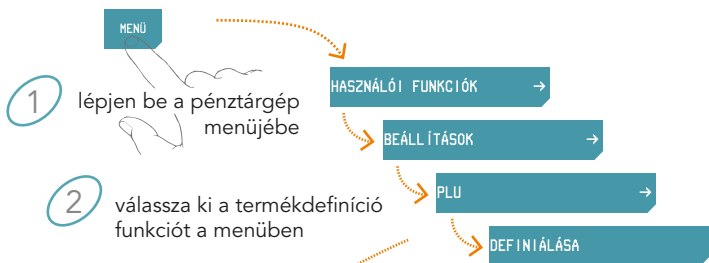 MENÜ
1
lépjen be a pénztárgép
menüjébe
HASZNÁLÓI FUNKCIÓK →
BEÁLLÍTÁSOK →
2
válassza ki a termékdefiníció
funkciót a menüben
PLU →
DEFINIÁLÁSA